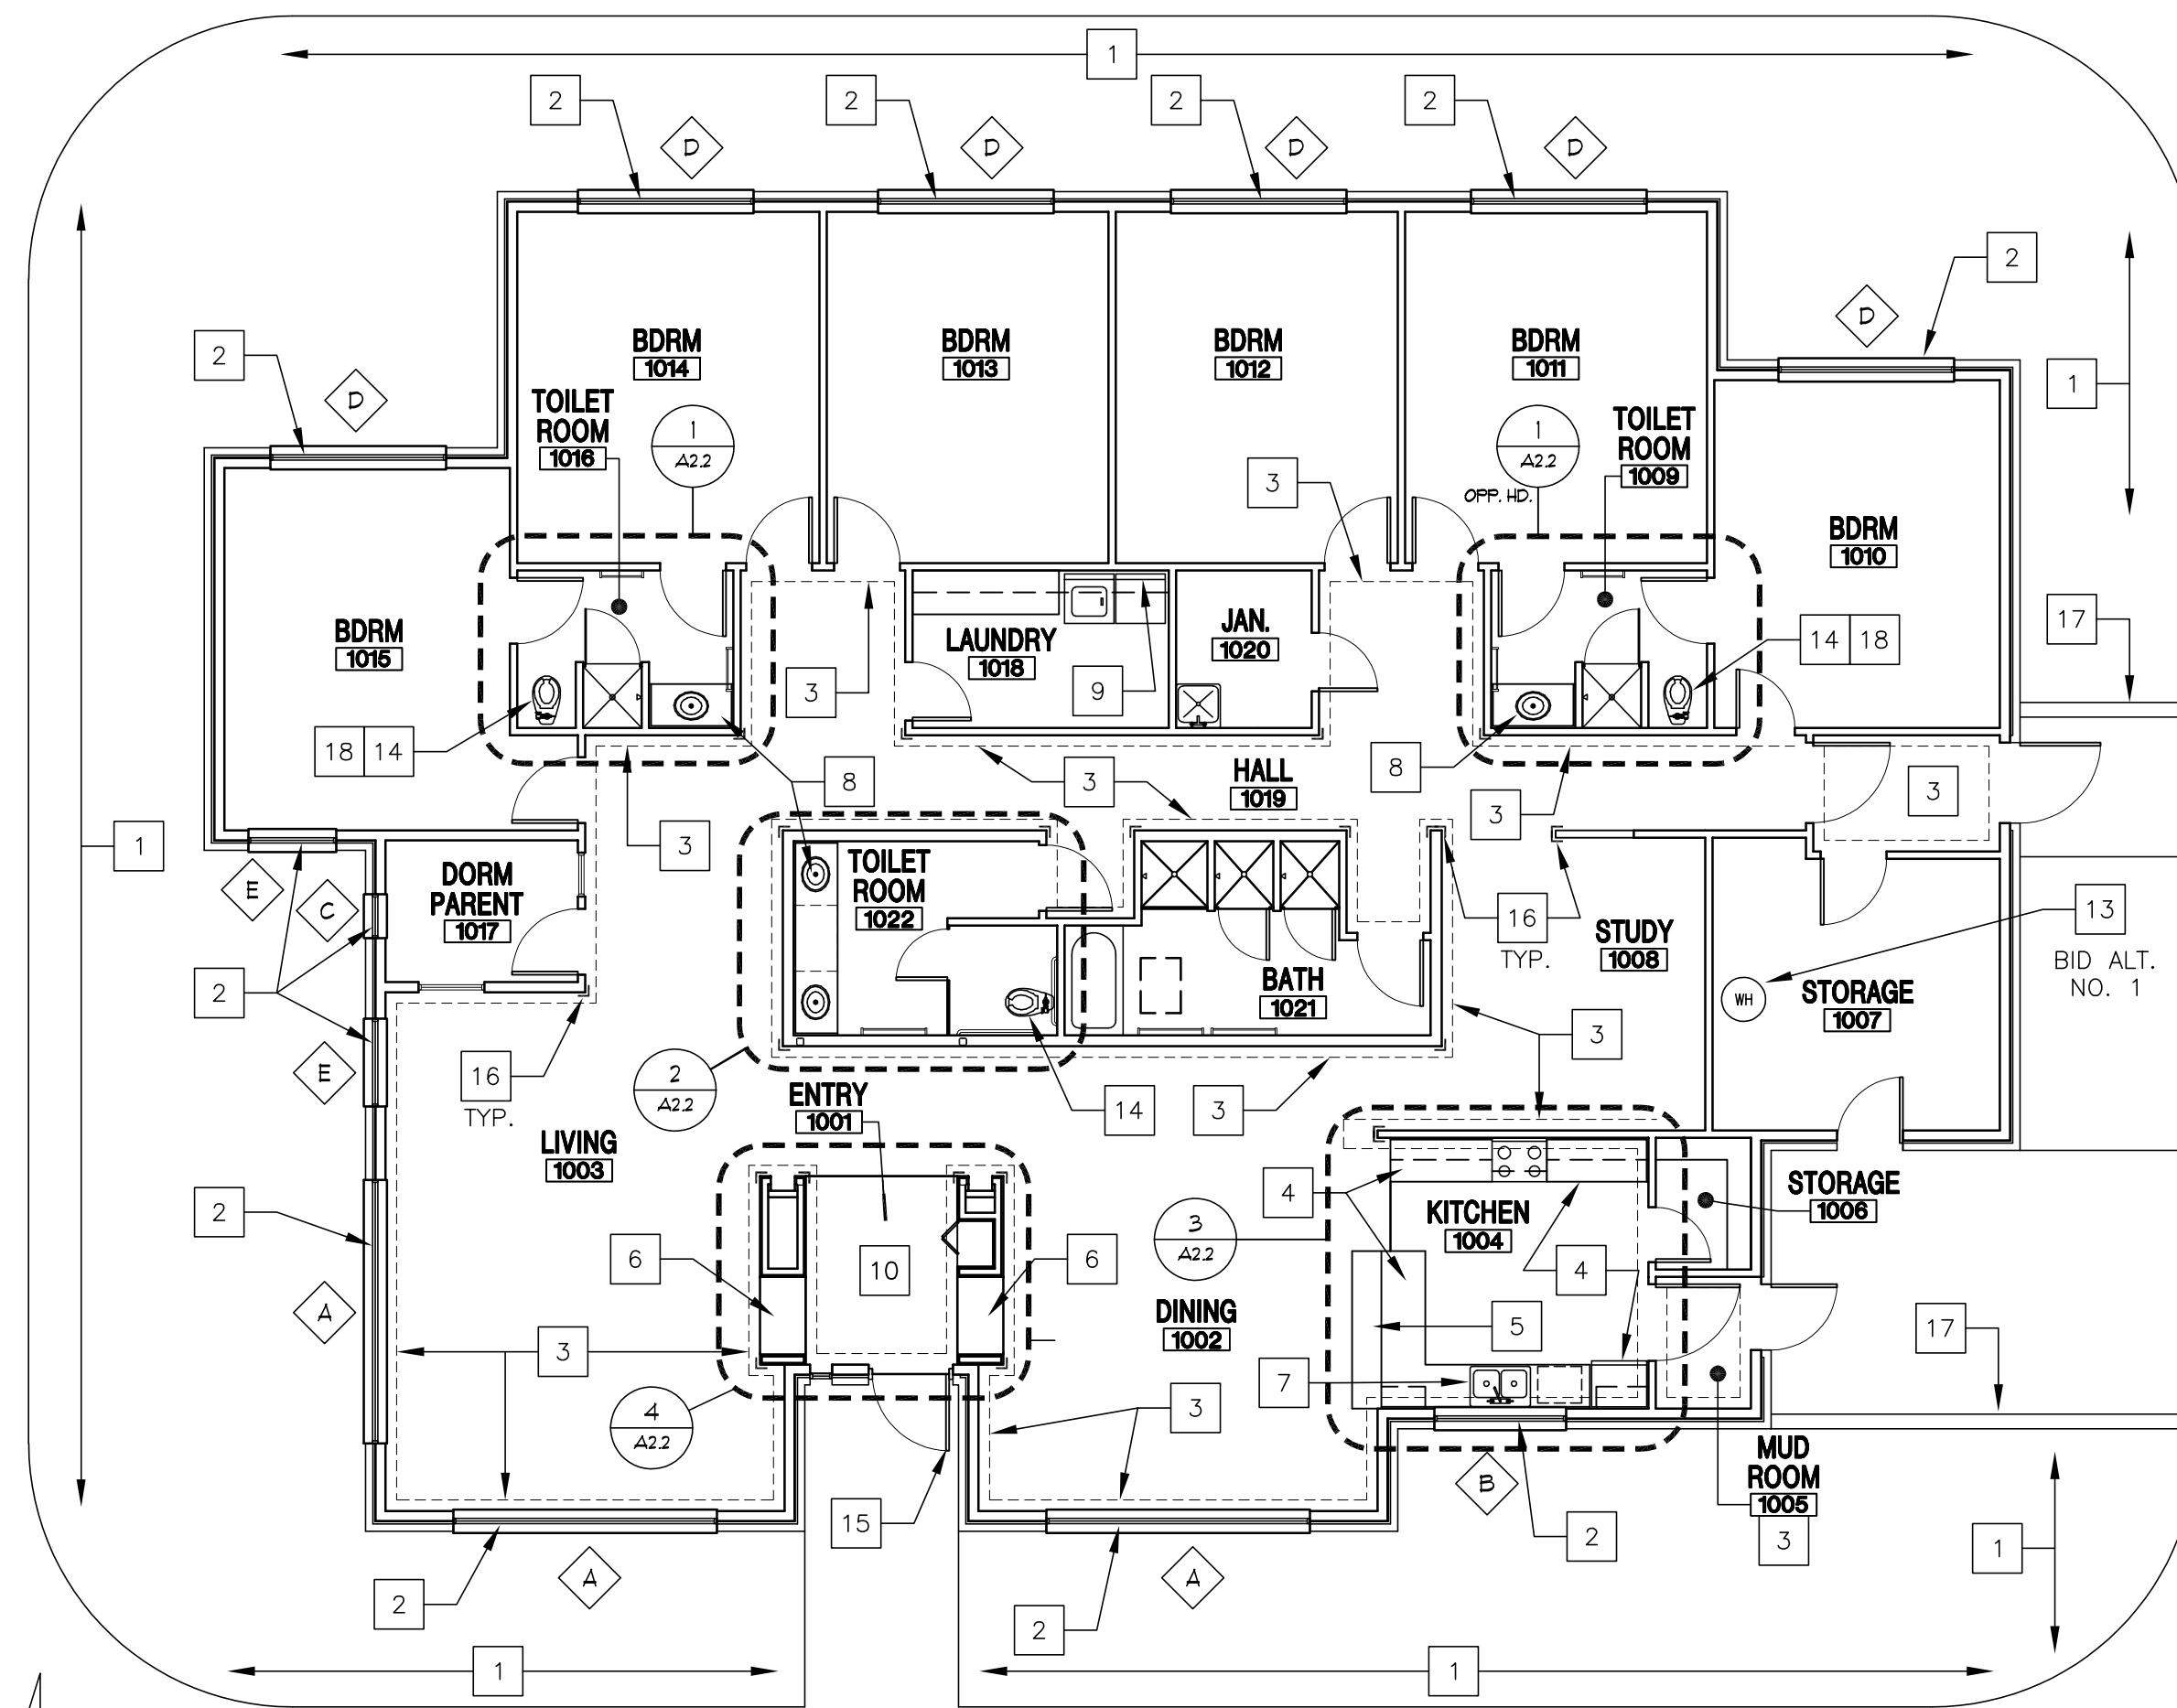 1
2
2
2
2
D
D
D
D
2
D
2
D
1
BDRM
1014
BDRM
1013
BDRM
1012
BDRM
1011
TOILET
ROOM
1016
1
A2.2
1
A2.2
OPP. HD.
TOILET
ROOM
1009
3
BDRM
1010
BDRM
1015
LAUNDRY
1018
JAN.
1020
14 18
17
3
9
18 14
8
3
HALL
1019
8
3
3
1
3
E
C
DORM
PARENT
1017
TOILET
ROOM
1022
16
TYP.
STUDY
1008
13
BID ALT.
NO. 1
2
BATH
1021
WH
STORAGE
1007
E
16
TYP.
2
A2.2
ENTRY
1001
14
3
3
LIVING
1003
2
4
KITCHEN
1004
STORAGE
1006
3
A2.2
6
10
6
4
A
DINING
1002
5
17
3
7
4
A2.2
3
B
MUD
ROOM
1005
3
15
2
1
A
A
2
2
1
1